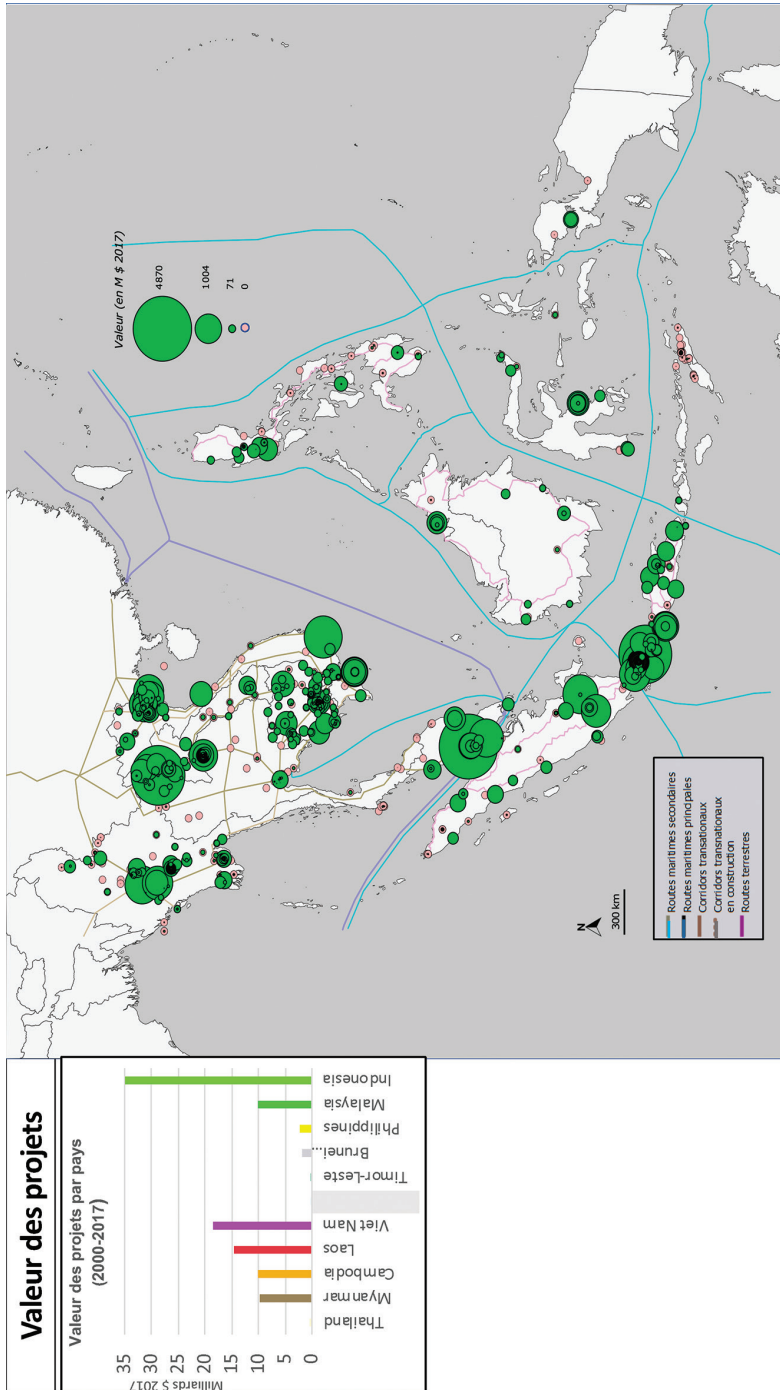 Valeur des projets
Valeur des projets par pays
(2000-2017)
Milliards $ 2017
35
30
25
20
15
10
5
0
Thailand
Myanmar
Cambodia
Laos
Viet Nam
Timor-Leste
Brunei...
Philippines
Malaysia
Indonesia
Valeur (en M $ 2017)
4870
1004
71
0
N
300 km
Routes maritimes secondaires
Routes maritimes principales
Corridors transationaux
Corridors transnationaux
en construction
Routes terrestres